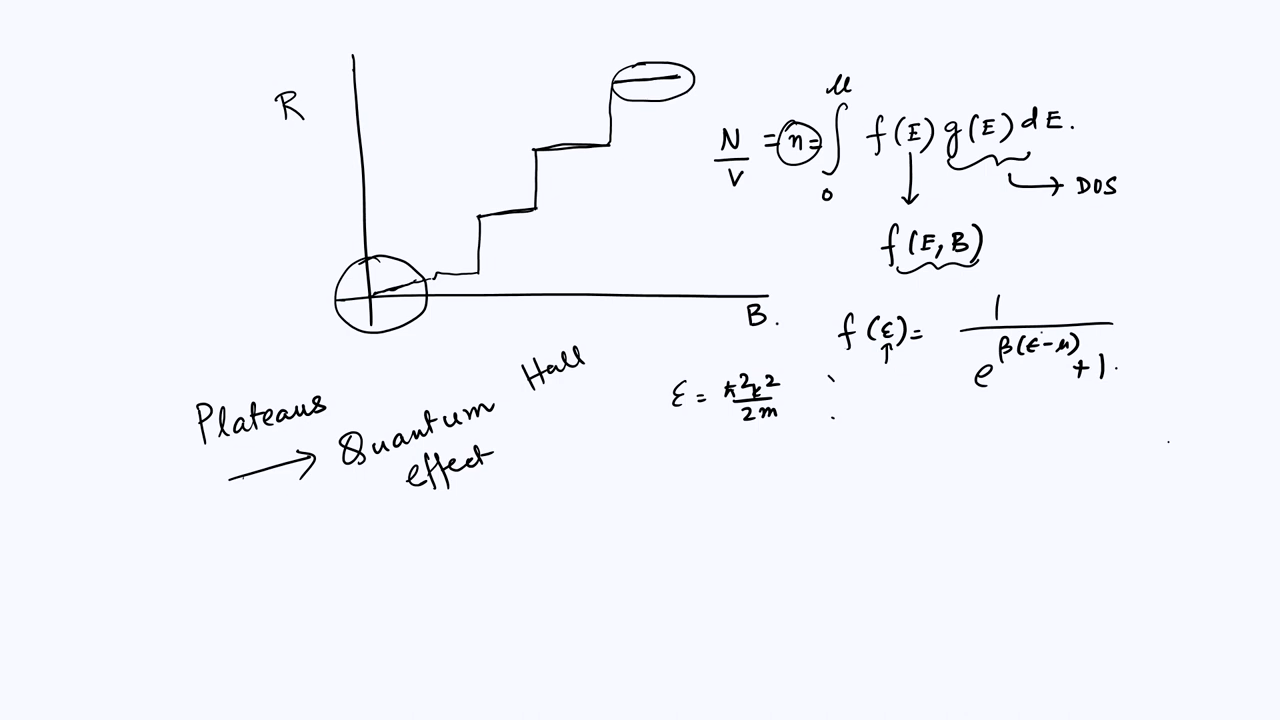 R
B.
N/V = n = ∫₀^μ f(E) g(E) dE.
→ DOS
f(E, B)
f(ε) = 1 / e^β(ε-μ) + 1.
ε = ħ²k²/2m
Plateaus
→ Quantum Hall
effect